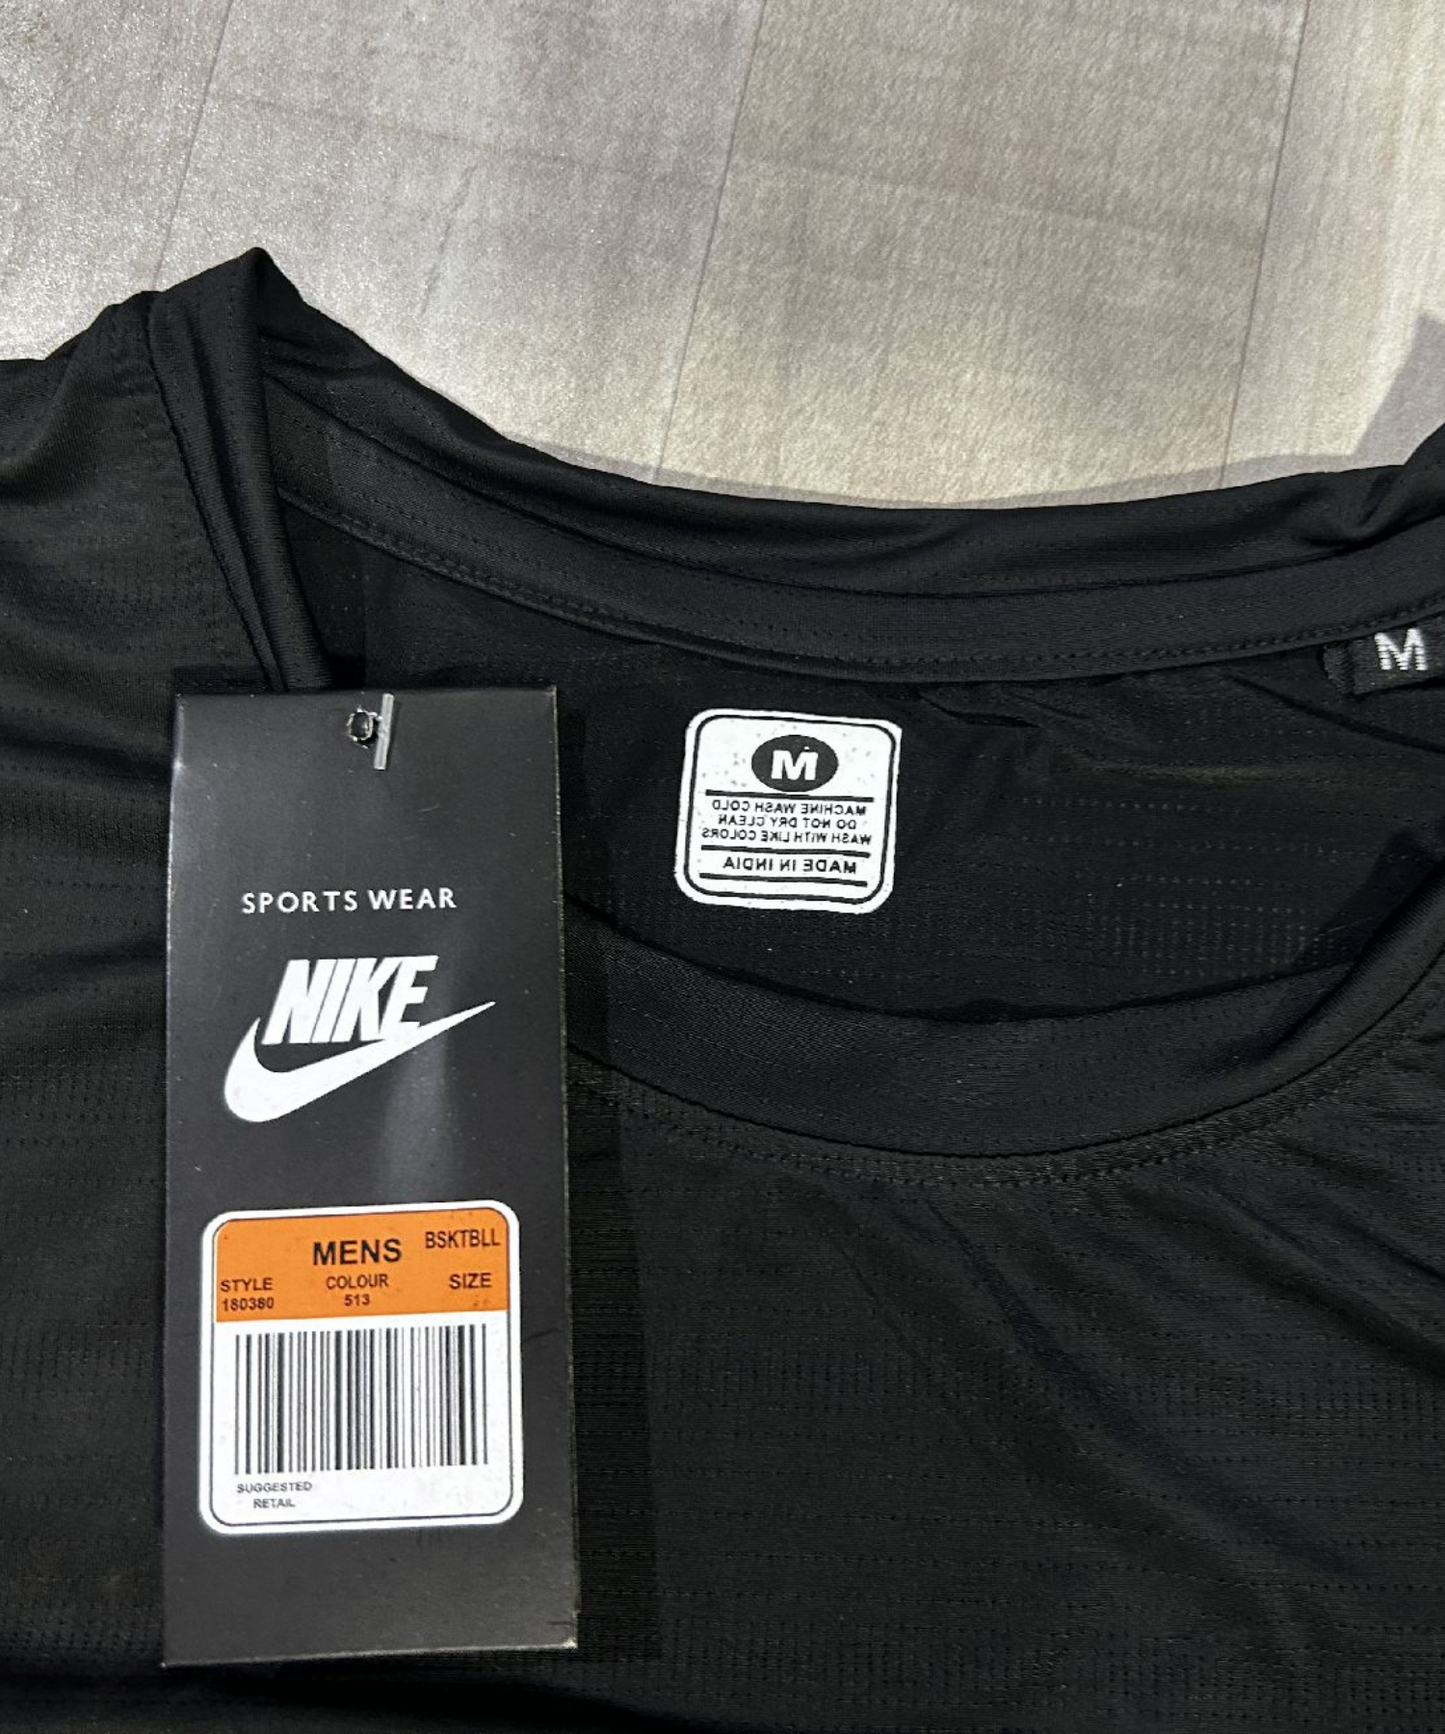 M
M
MACHINE WASH COLD
DO NOT DRY CLEAN
WASH WITH LIKE COLORS
MADE IN INDIA
SPORTS WEAR
NIKE
MENS BSKTBLL
STYLE COLOUR SIZE
180380 513
SUGGESTED
RETAIL